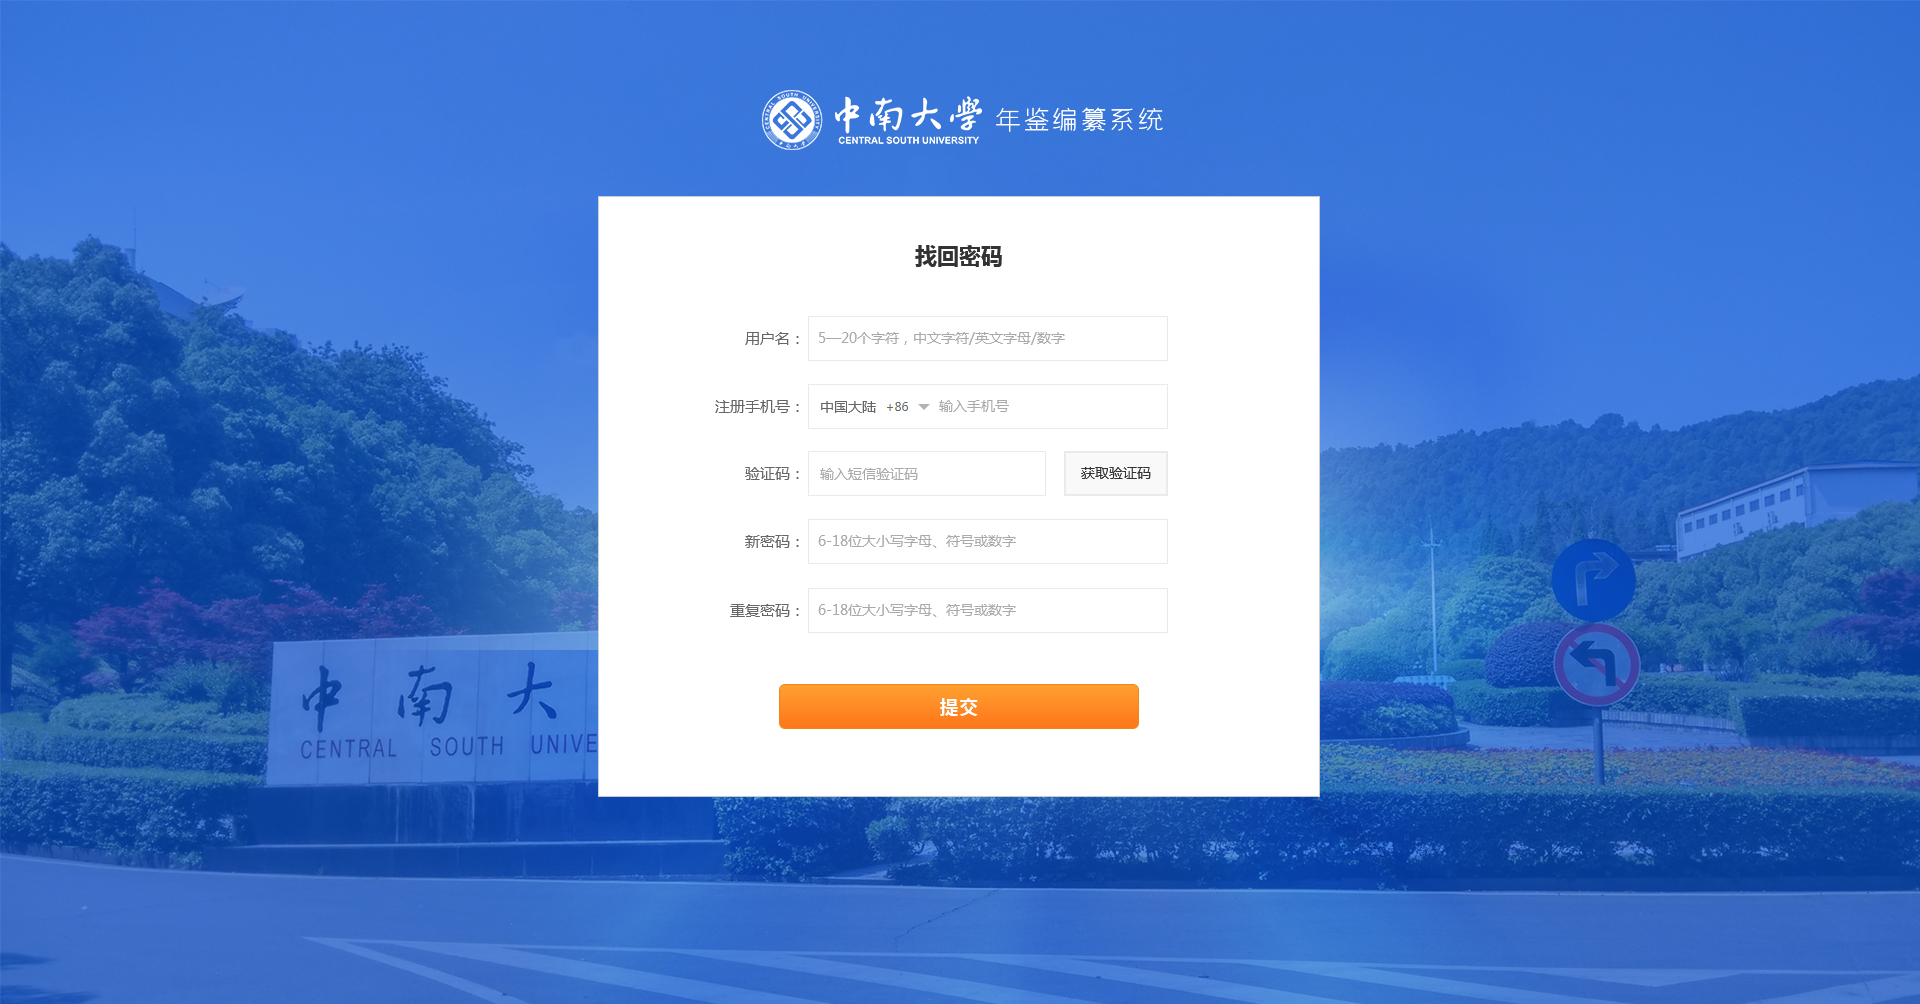 中南大学 年鉴编纂系统
CENTRAL SOUTH UNIVERSITY
找回密码
用户名： 5—20个字符，中文字符/英文字母/数字
注册手机号： 中国大陆 +86 输入手机号
验证码： 输入短信验证码 获取验证码
新密码： 6-18位大小写字母、符号或数字
重复密码： 6-18位大小写字母、符号或数字
提交
中南大
CENTRAL SOUTH UNIVE